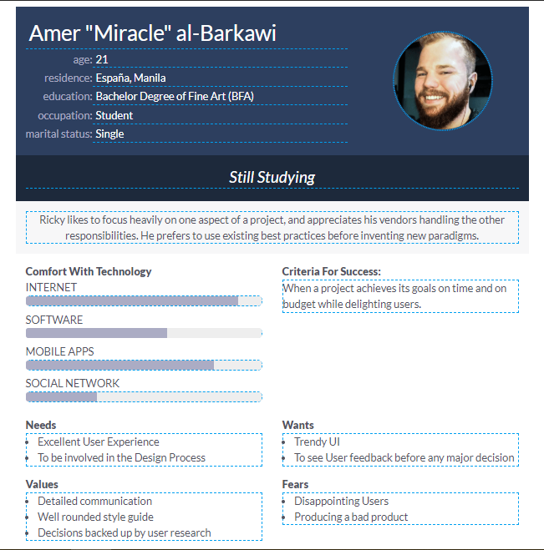 Amer "Miracle" al-Barkawi
age: 21
residence: España, Manila
education: Bachelor Degree of Fine Art (BFA)
occupation: Student
marital status: Single
Still Studying
Ricky likes to focus heavily on one aspect of a project, and appreciates his vendors handling the other
responsibilities. He prefers to use existing best practices before inventing new paradigms.
Comfort With Technology
INTERNET
SOFTWARE
MOBILE APPS
SOCIAL NETWORK
Criteria For Success:
When a project achieves its goals on time and on
budget while delighting users.
Needs
• Excellent User Experience
• To be involved in the Design Process
Wants
• Trendy UI
• To see User feedback before any major decision
Values
• Detailed communication
• Well rounded style guide
• Decisions backed up by user research
Fears
• Disappointing Users
• Producing a bad product